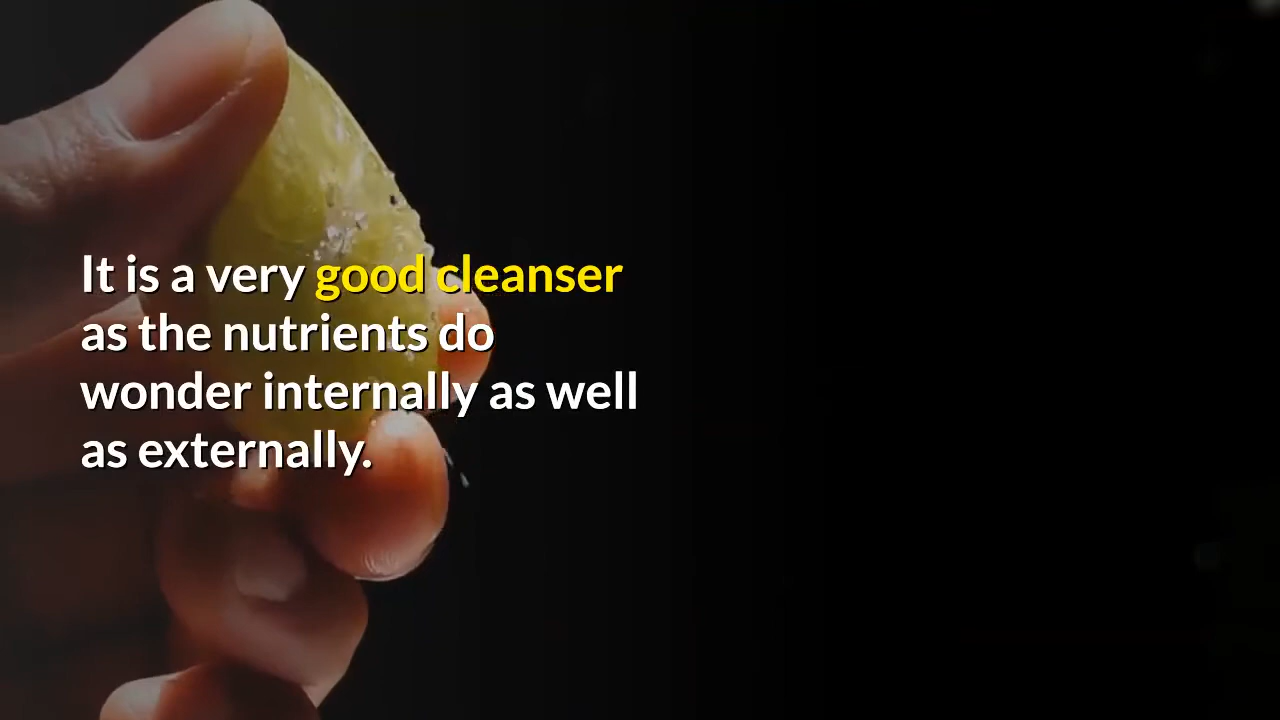 It is a very good cleanser
as the nutrients do
wonder internally as well
as externally.